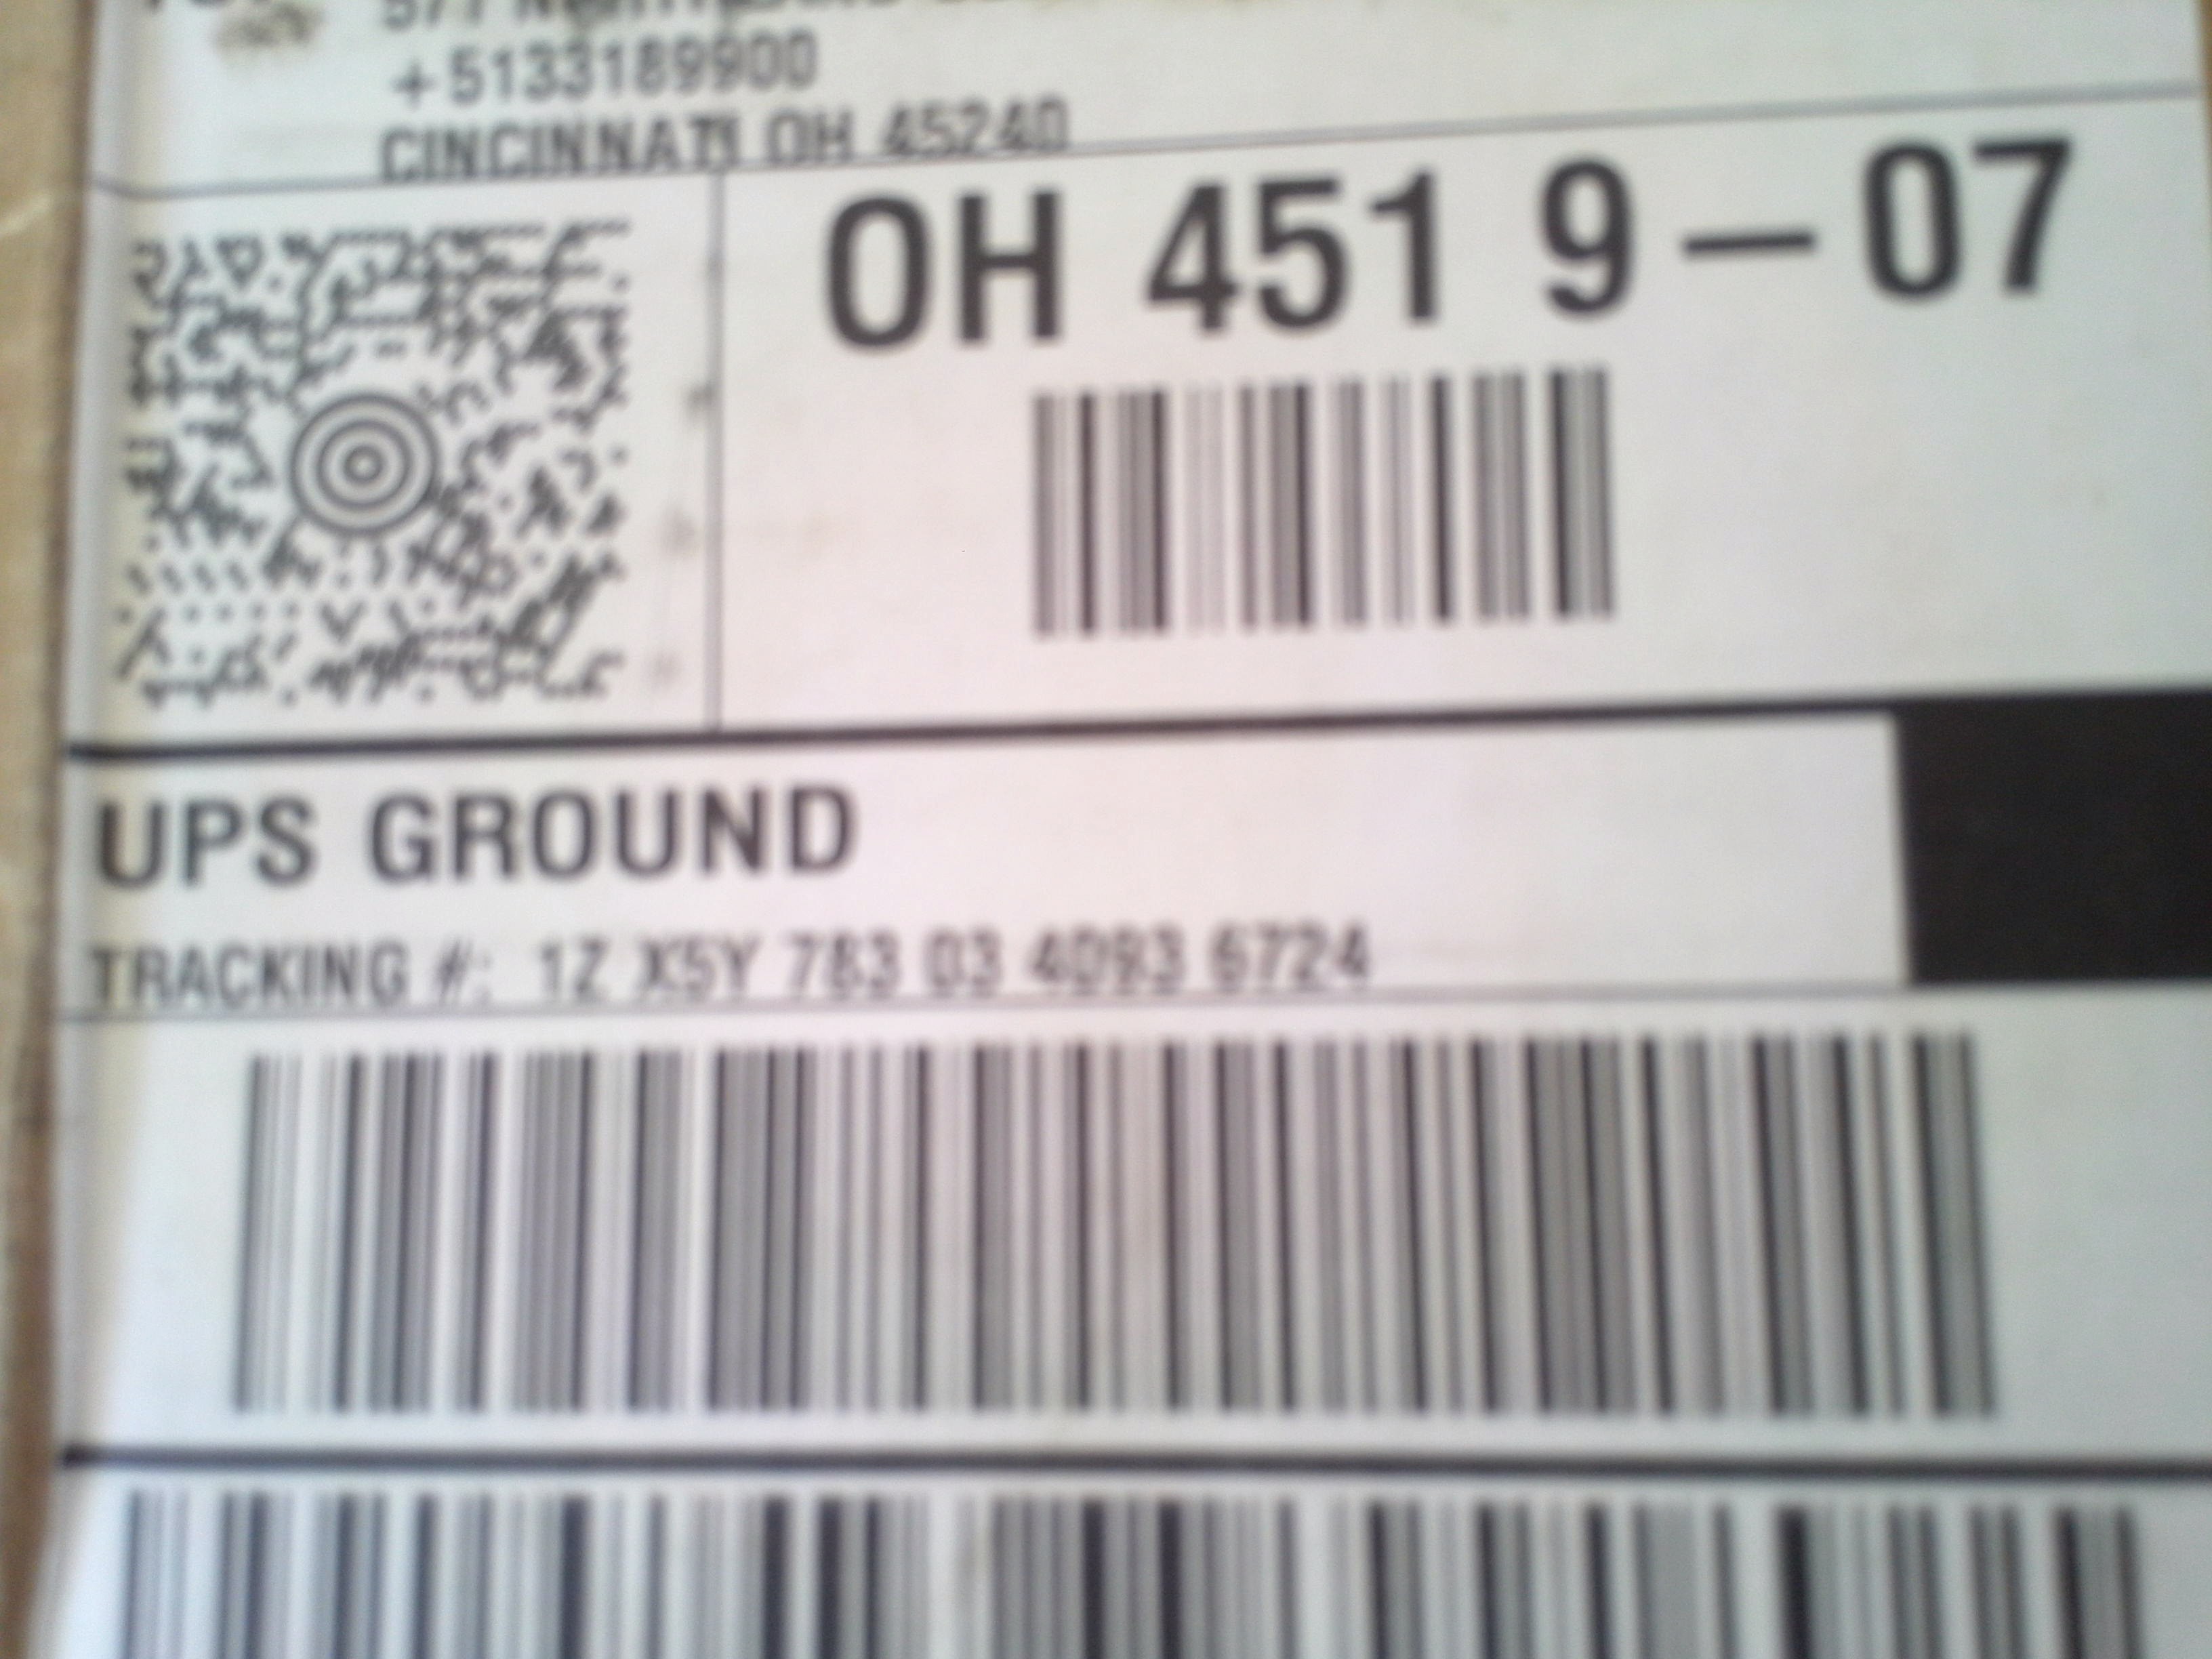 +5133189900
CINCINNATI OH 45240
OH 451 9-07
UPS GROUND
TRACKING #: 1Z X5Y 783 03 4093 6724